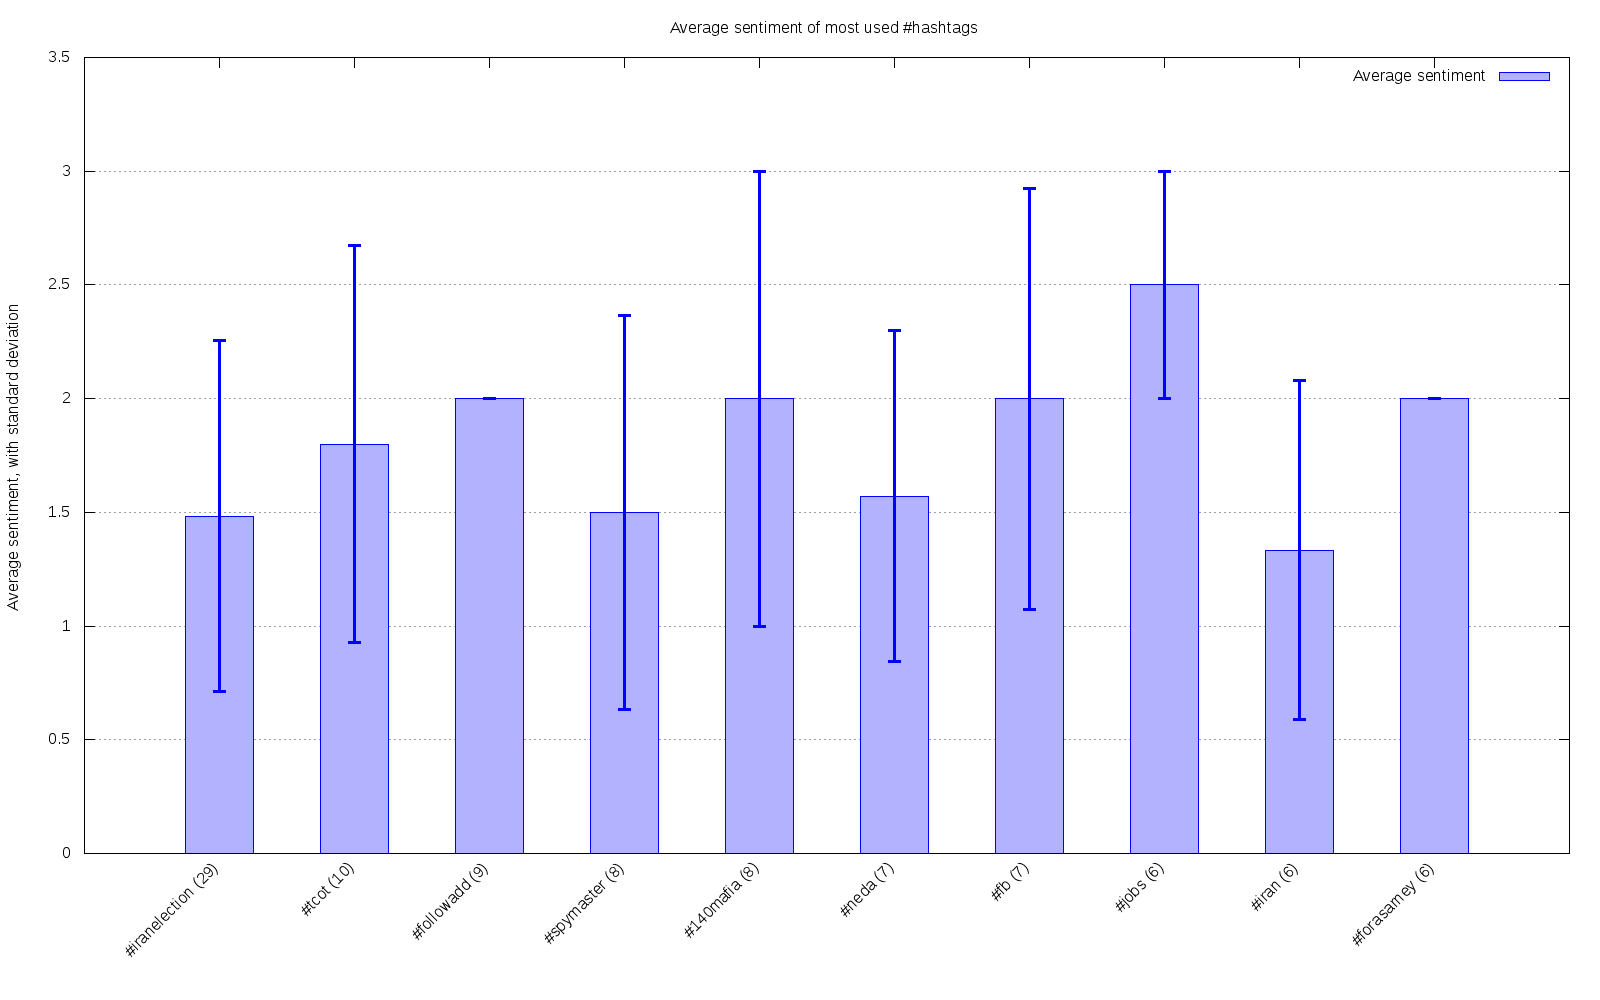 Average sentiment of most used #hashtags
Average sentiment
Average sentiment, with standard deviation
3.5
3
2.5
2
1.5
1
0.5
0
#iranelection (29)
#tcot (10)
#followadd (9)
#spymaster (8)
#140mafia (8)
#neda (7)
#fb (7)
#jobs (6)
#iran (6)
#forasarney (6)